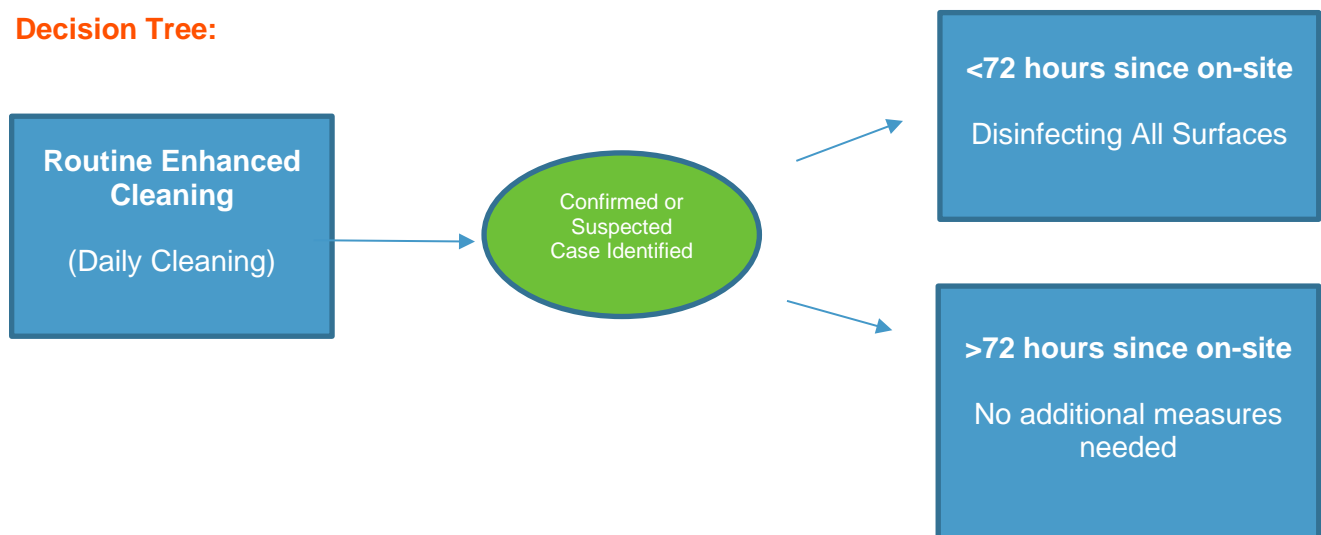 Decision Tree:
Routine Enhanced
Cleaning
(Daily Cleaning)
Confirmed or
Suspected
Case Identified
<72 hours since on-site
Disinfecting All Surfaces
>72 hours since on-site
No additional measures
needed